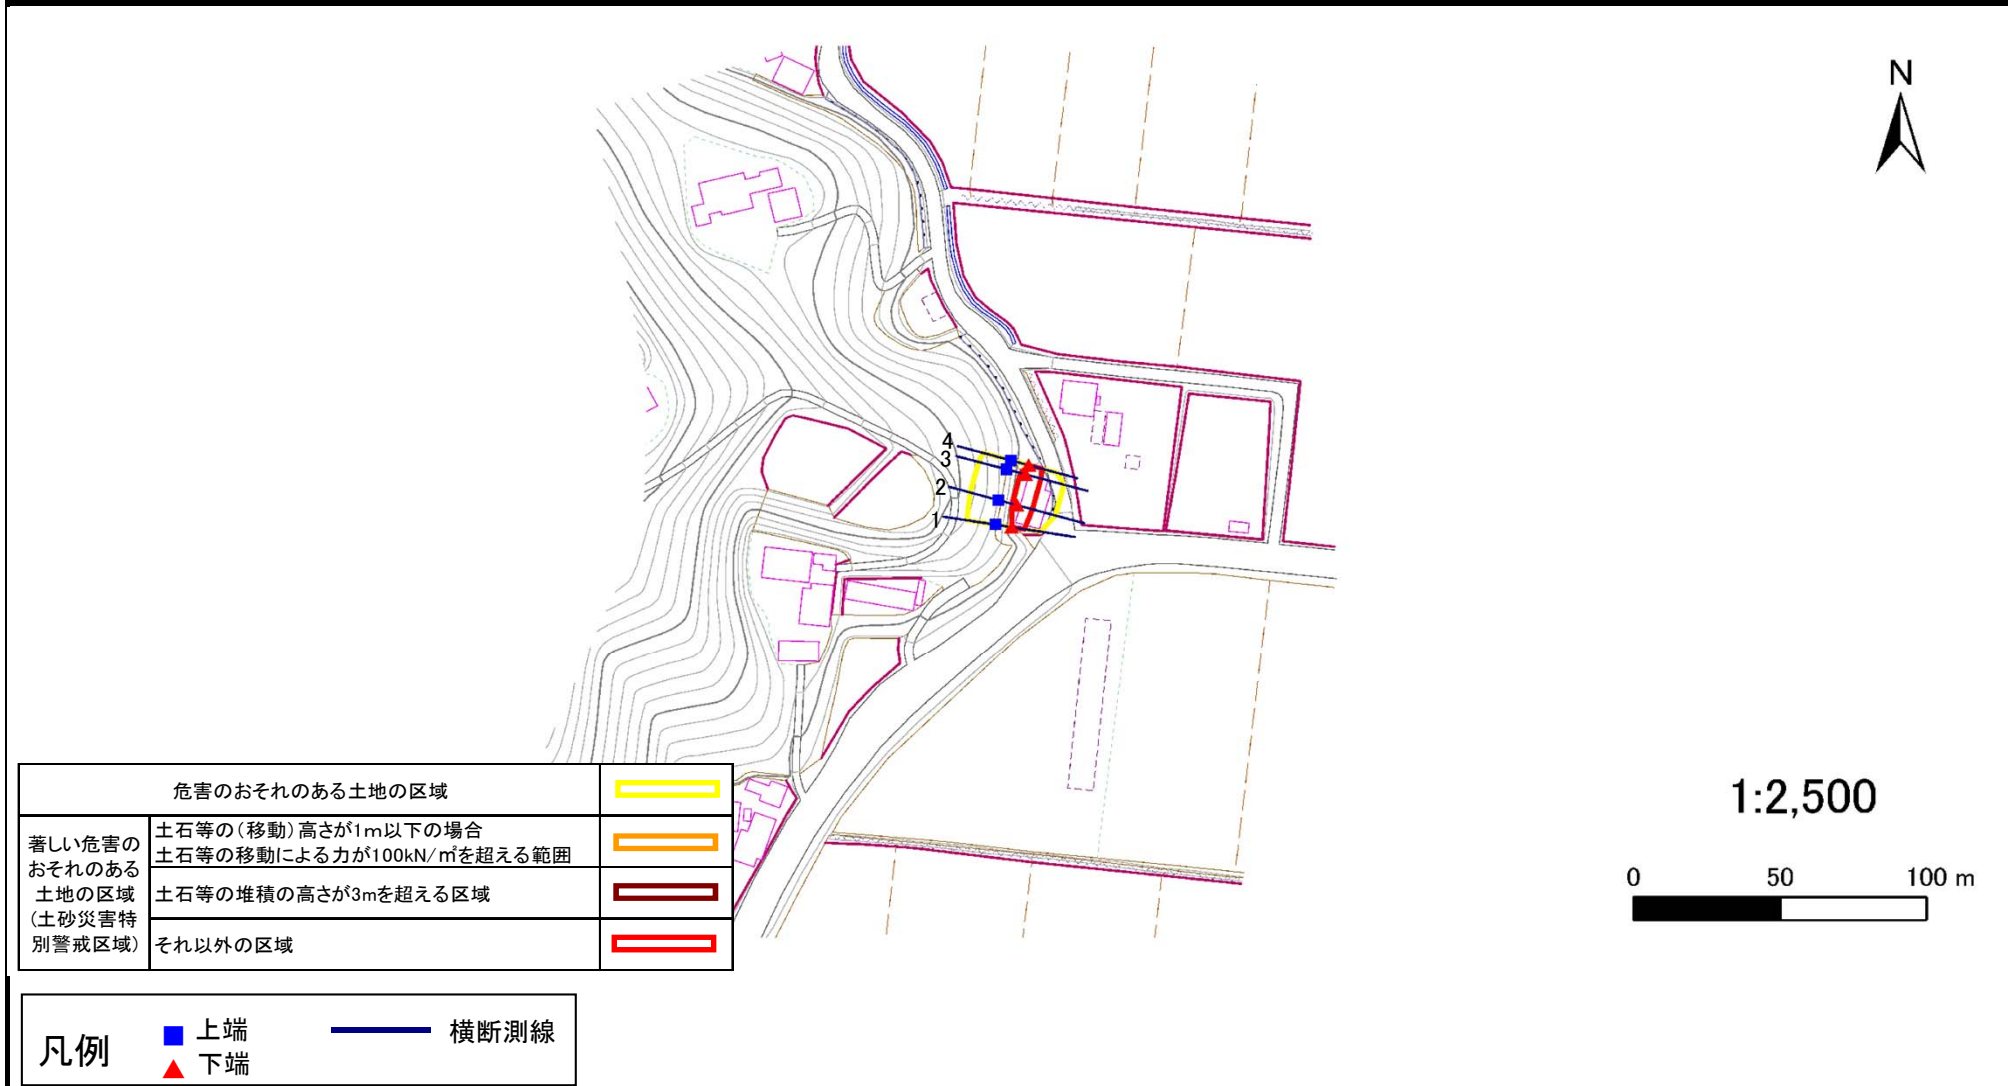 N
4
3
2
1
危害のおそれのある土地の区域
著しい危害の
おそれのある
土地の区域
(土砂災害特
別警戒区域)
土石等の(移動)高さが1m以下の場合
土石等の移動による力が100kN/㎡を超える範囲
土石等の堆積の高さが3mを超える区域
それ以外の区域
1:2,500
0 50 100 m
凡例
上端
下端
横断測線